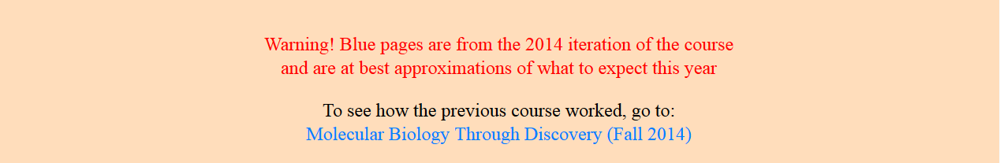 Warning! Blue pages are from the 2014 iteration of the course
and are at best approximations of what to expect this year
To see how the previous course worked, go to:
Molecular Biology Through Discovery (Fall 2014)